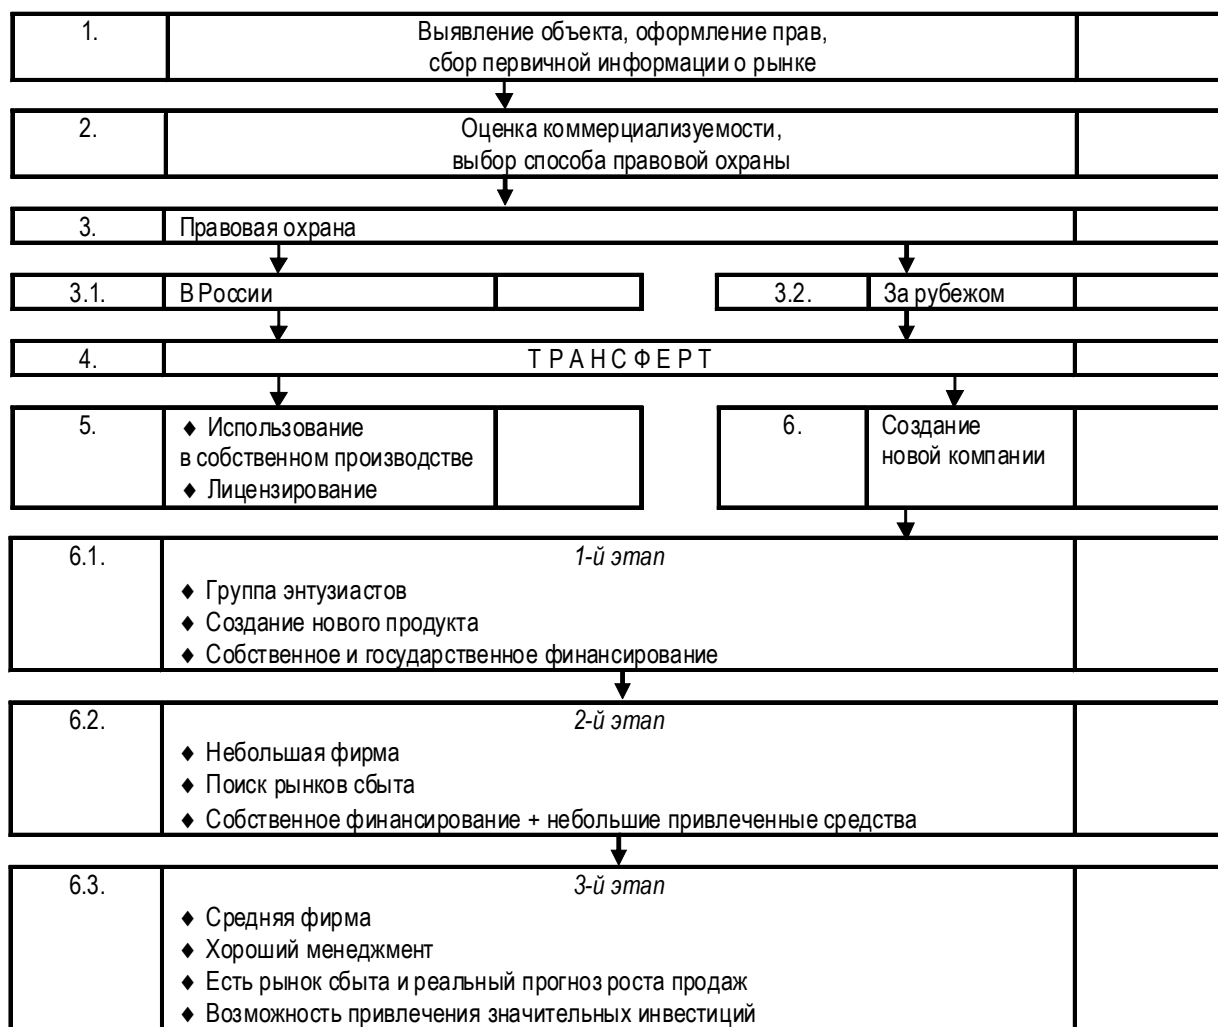 1.
Выявление объекта, оформление прав,
сбор первичной информации о рынке
2.
Оценка коммерциализуемости,
выбор способа правовой охраны
3.
Правовая охрана
3.1.
В России
3.2.
За рубежом
4.
Т Р А Н С Ф Е Р Т
5.
♦ Использование
в собственном производстве
♦ Лицензирование
6.
Создание
новой компании
6.1.
1-й этап
♦ Группа энтузиастов
♦ Создание нового продукта
♦ Собственное и государственное финансирование
6.2.
2-й этап
♦ Небольшая фирма
♦ Поиск рынков сбыта
♦ Собственное финансирование + небольшие привлеченные средства
6.3.
3-й этап
♦ Средняя фирма
♦ Хороший менеджмент
♦ Есть рынок сбыта и реальный прогноз роста продаж
♦ Возможность привлечения значительных инвестиций